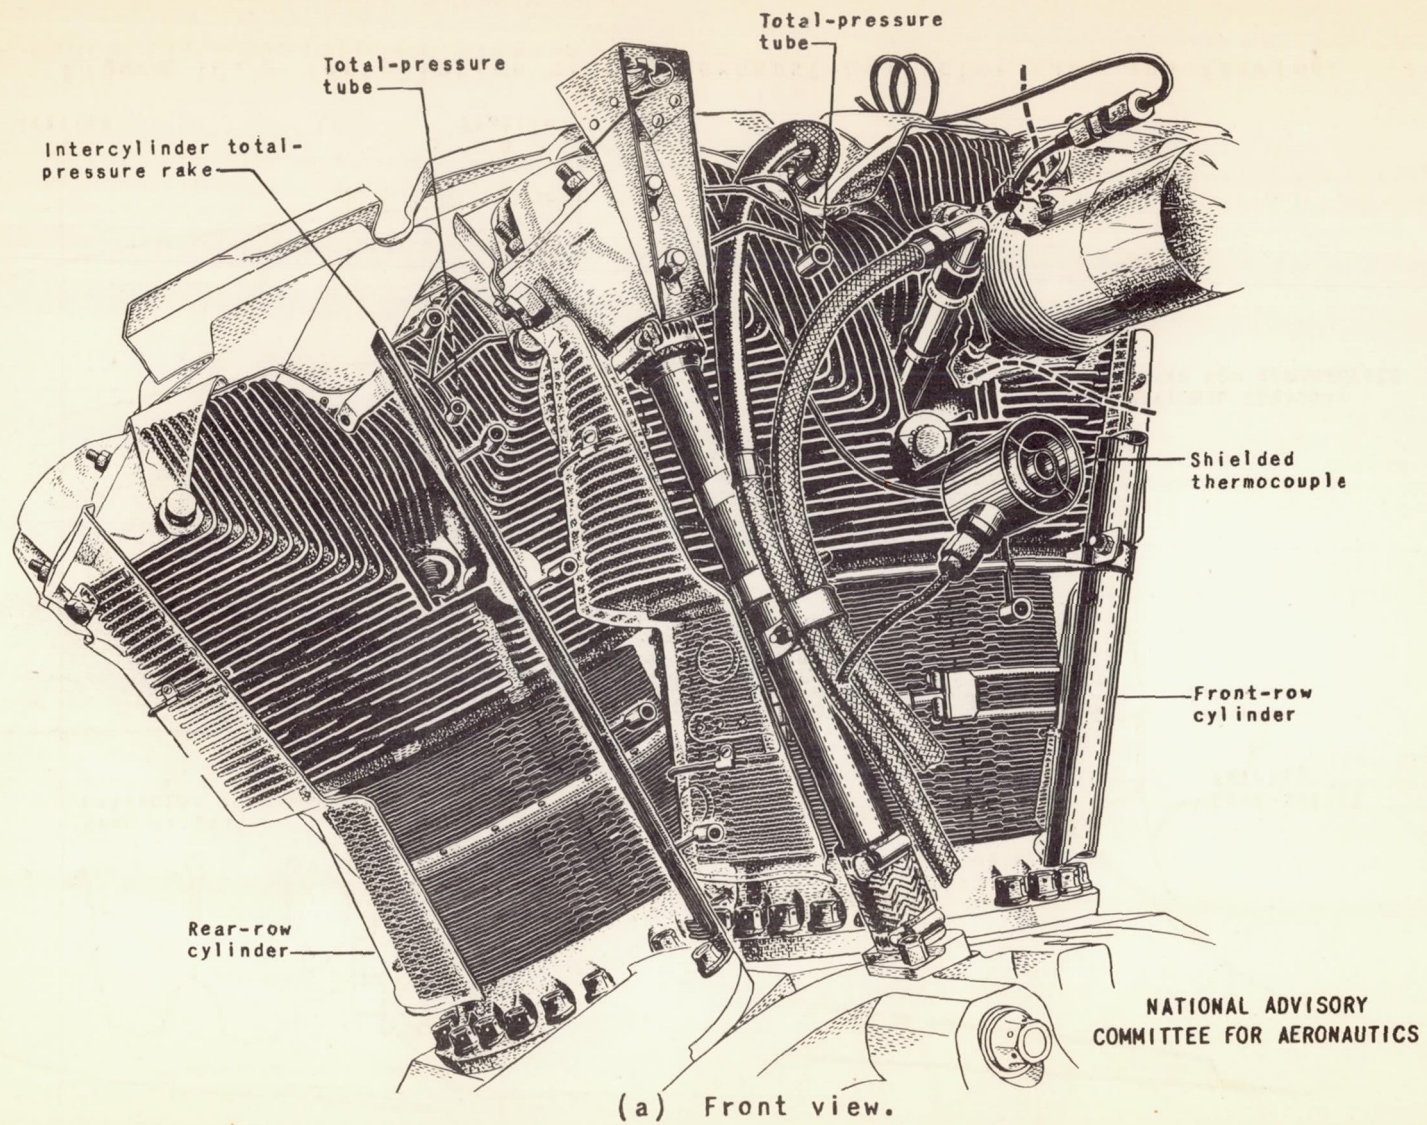 Total-pressure
tube
Total-pressure
tube
Intercylinder total-
pressure rake
Shielded
thermocouple
Front-row
cylinder
Rear-row
cylinder
NATIONAL ADVISORY
COMMITTEE FOR AERONAUTICS
(a) Front view.